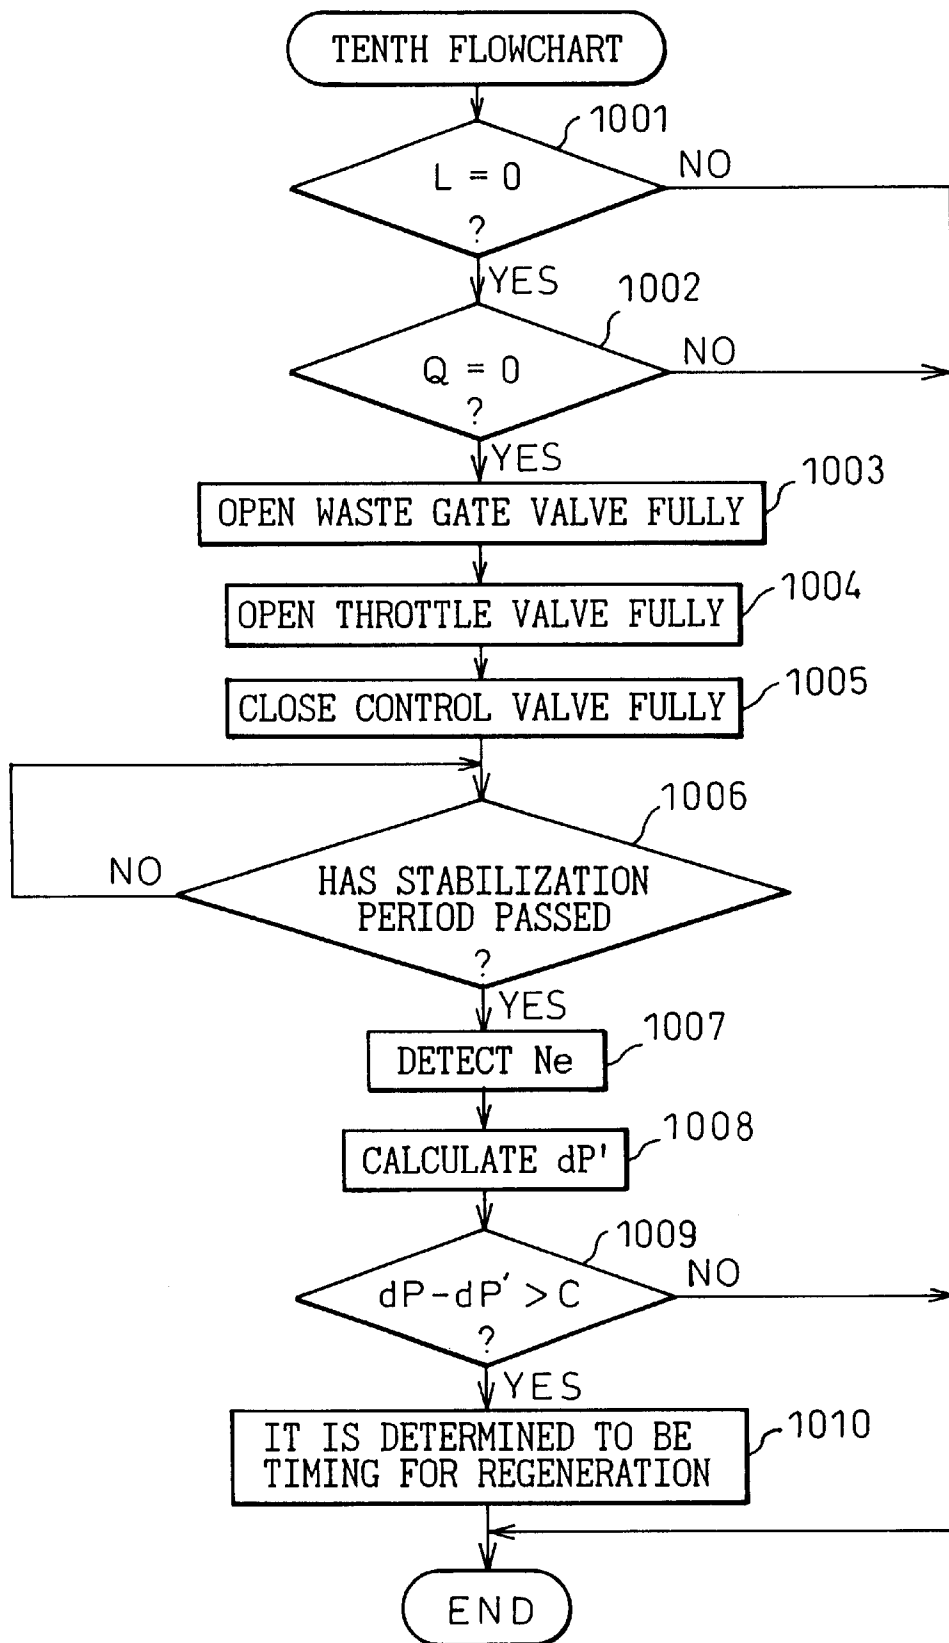 TENTH FLOWCHART
1001
L = 0
?
NO
YES
1002
Q = 0
?
NO
YES
1003
OPEN WASTE GATE VALVE FULLY
1004
OPEN THROTTLE VALVE FULLY
1005
CLOSE CONTROL VALVE FULLY
1006
NO
HAS STABILIZATION
PERIOD PASSED
?
YES
1007
DETECT Ne
1008
CALCULATE dP'
1009
dP-dP' > C
?
NO
YES
1010
IT IS DETERMINED TO BE
TIMING FOR REGENERATION
END